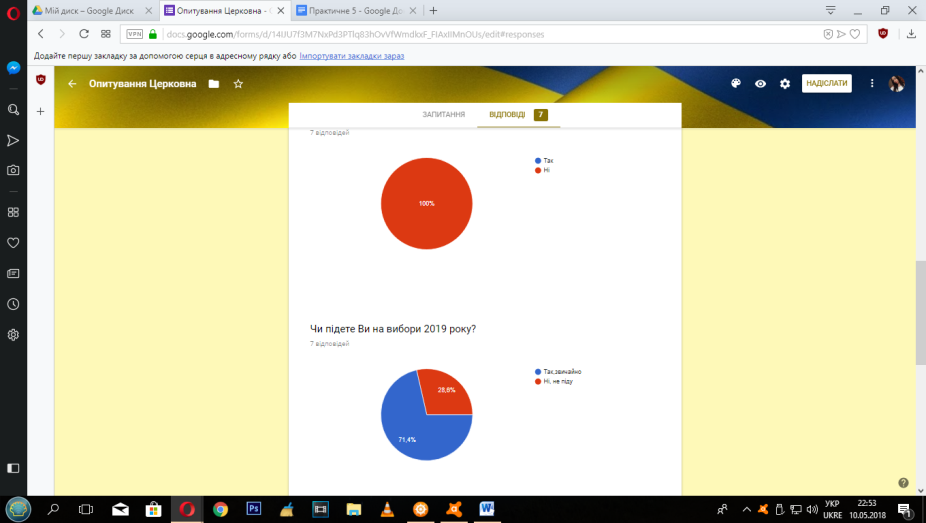 Мій диск – Google Диск
Опитування Церковна - G
Практичне 5 - Google До
VPN
docs.google.com/forms/d/
edit#responses
Додайте першу закладку за допомогою серця в адресному рядку або Імпортувати закладки зараз
Опитування Церковна
НАДІСЛАТИ
ЗАПИТАННЯ
ВІДПОВІДІ 7
7 відповідей
Так
Ні
100%
Чи підете Ви на вибори 2019 року?
7 відповідей
Так,звичайно
Ні, не піду
28,8%
71,4%
УКР 22:53
UKRE 10.05.2018